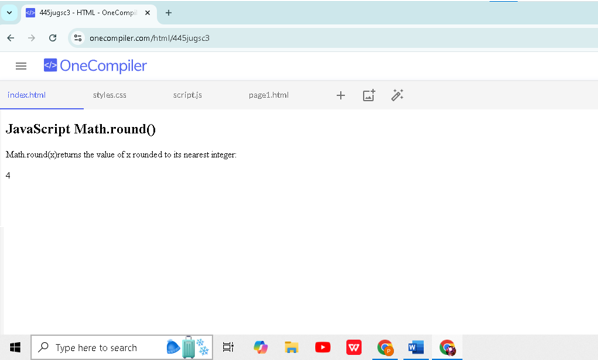 445jugsc3 - HTML - OneCompil
onecompiler.com/html/445jugsc3
OneCompiler
index.html styles.css script.js page1.html
JavaScript Math.round()
Math.round(x)returns the value of x rounded to its nearest integer:
4
Type here to search